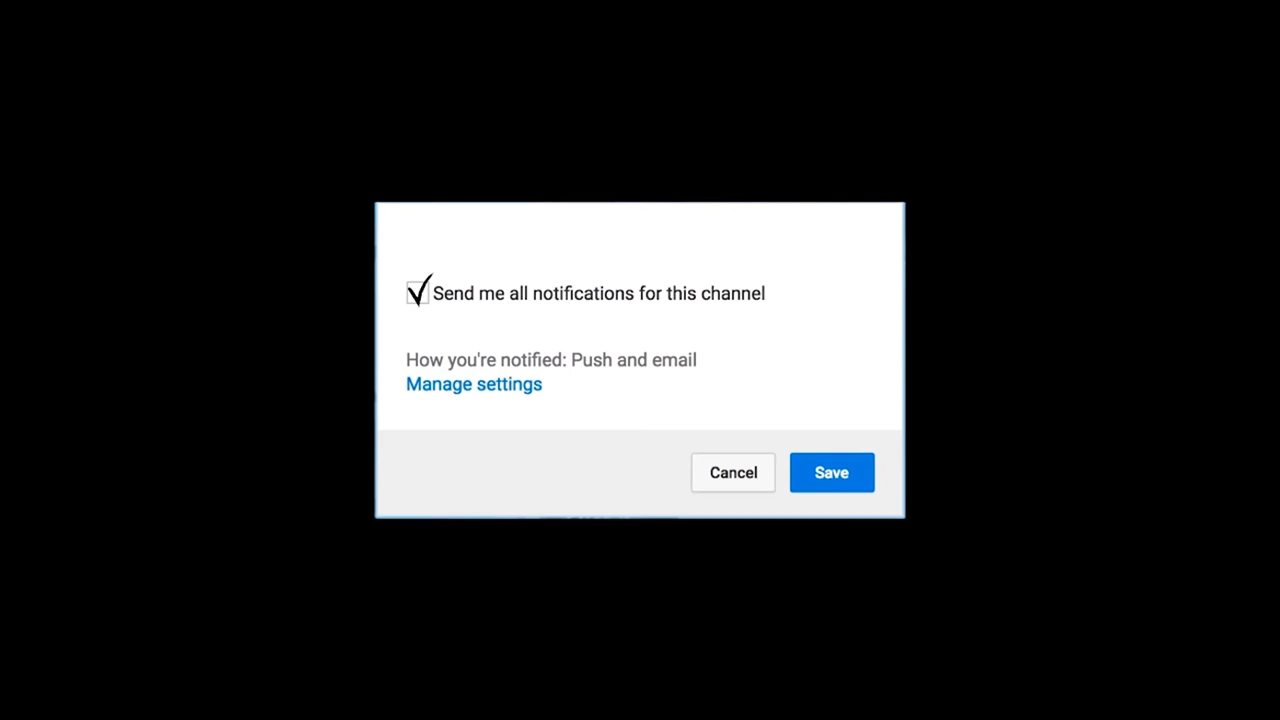 Send me all notifications for this channel
How you're notified: Push and email
Manage settings
Cancel
Save